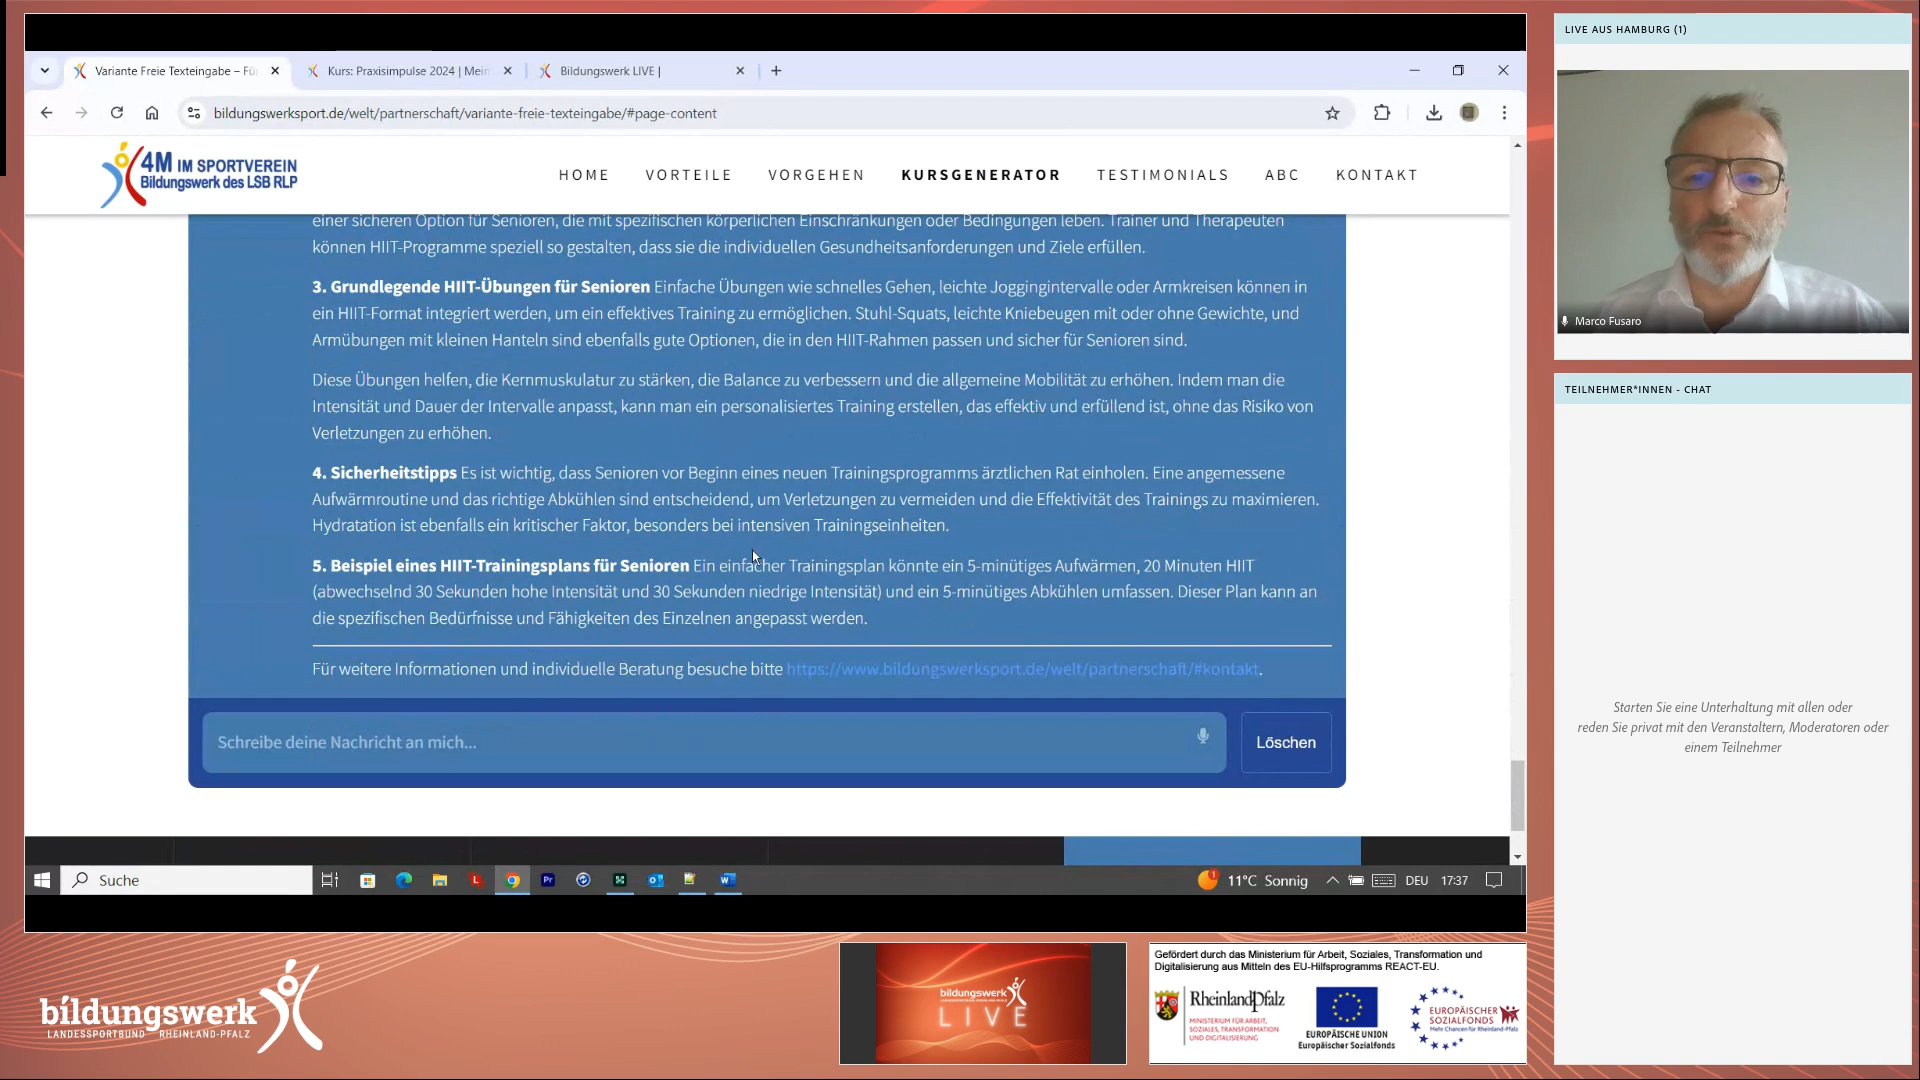 LIVE AUS HAMBURG (1)
Variante Freie Texteingabe – Fü
Kurs: Praxisimpulse 2024 | Mein
Bildungswerk LIVE |
bildungswerksport.de/welt/partnerschaft/variante-freie-texteingabe/#page-content
4M IM SPORTVEREIN
Bildungswerk des LSB RLP
HOME VORTEILE VORGEHEN KURSGENERATOR TESTIMONIALS ABC KONTAKT
einer sicheren Option für Senioren, die mit spezifischen körperlichen Einschränkungen oder Bedingungen leben. Trainer und Therapeuten
können HIIT-Programme speziell so gestalten, dass sie die individuellen Gesundheitsanforderungen und Ziele erfüllen.
3. Grundlegende HIIT-Übungen für Senioren Einfache Übungen wie schnelles Gehen, leichte Joggingintervalle oder Armkreisen können in
ein HIIT-Format integriert werden, um ein effektives Training zu ermöglichen. Stuhl-Squats, leichte Kniebeugen mit oder ohne Gewichte, und
Armübungen mit kleinen Hanteln sind ebenfalls gute Optionen, die in den HIIT-Rahmen passen und sicher für Senioren sind.
Diese Übungen helfen, die Kernmuskulatur zu stärken, die Balance zu verbessern und die allgemeine Mobilität zu erhöhen. Indem man die
Intensität und Dauer der Intervalle anpasst, kann man ein personalisiertes Training erstellen, das effektiv und erfüllend ist, ohne das Risiko von
Verletzungen zu erhöhen.
4. Sicherheitstipps Es ist wichtig, dass Senioren vor Beginn eines neuen Trainingsprogramms ärztlichen Rat einholen. Eine angemessene
Aufwärmroutine und das richtige Abkühlen sind entscheidend, um Verletzungen zu vermeiden und die Effektivität des Trainings zu maximieren.
Hydratation ist ebenfalls ein kritischer Faktor, besonders bei intensiven Trainingseinheiten.
5. Beispiel eines HIIT-Trainingsplans für Senioren Ein einfacher Trainingsplan könnte ein 5-minütiges Aufwärmen, 20 Minuten HIIT
(abwechselnd 30 Sekunden hohe Intensität und 30 Sekunden niedrige Intensität) und ein 5-minütiges Abkühlen umfassen. Dieser Plan kann an
die spezifischen Bedürfnisse und Fähigkeiten des Einzelnen angepasst werden.
Für weitere Informationen und individuelle Beratung besuche bitte https://www.bildungswerksport.de/welt/partnerschaft/#kontakt.
Schreibe deine Nachricht an mich...
Löschen
Suche
Pr
1
11°C Sonnig
DEU
17:37
Marco Fusaro
TEILNEHMER*INNEN - CHAT
Starten Sie eine Unterhaltung mit allen oder
reden Sie privat mit den Veranstaltern, Moderatoren oder
einem Teilnehmer
bildungswerk
LANDESSPORTBUND RHEINLAND-PFALZ
bildungswerk
LIVE
Gefördert durch das Ministerium für Arbeit, Soziales, Transformation und
Digitalisierung aus Mitteln des EU-Hilfsprogramms REACT-EU.
RheinlandPfalz
MINISTERIUM FÜR ARBEIT,
SOZIALES, TRANSFORMATION
UND DIGITALISIERUNG
EUROPÄISCHE UNION
Europäischer Sozialfonds
EUROPÄISCHER
SOZIALFONDS
Mehr Chancen für Rheinland-Pfalz